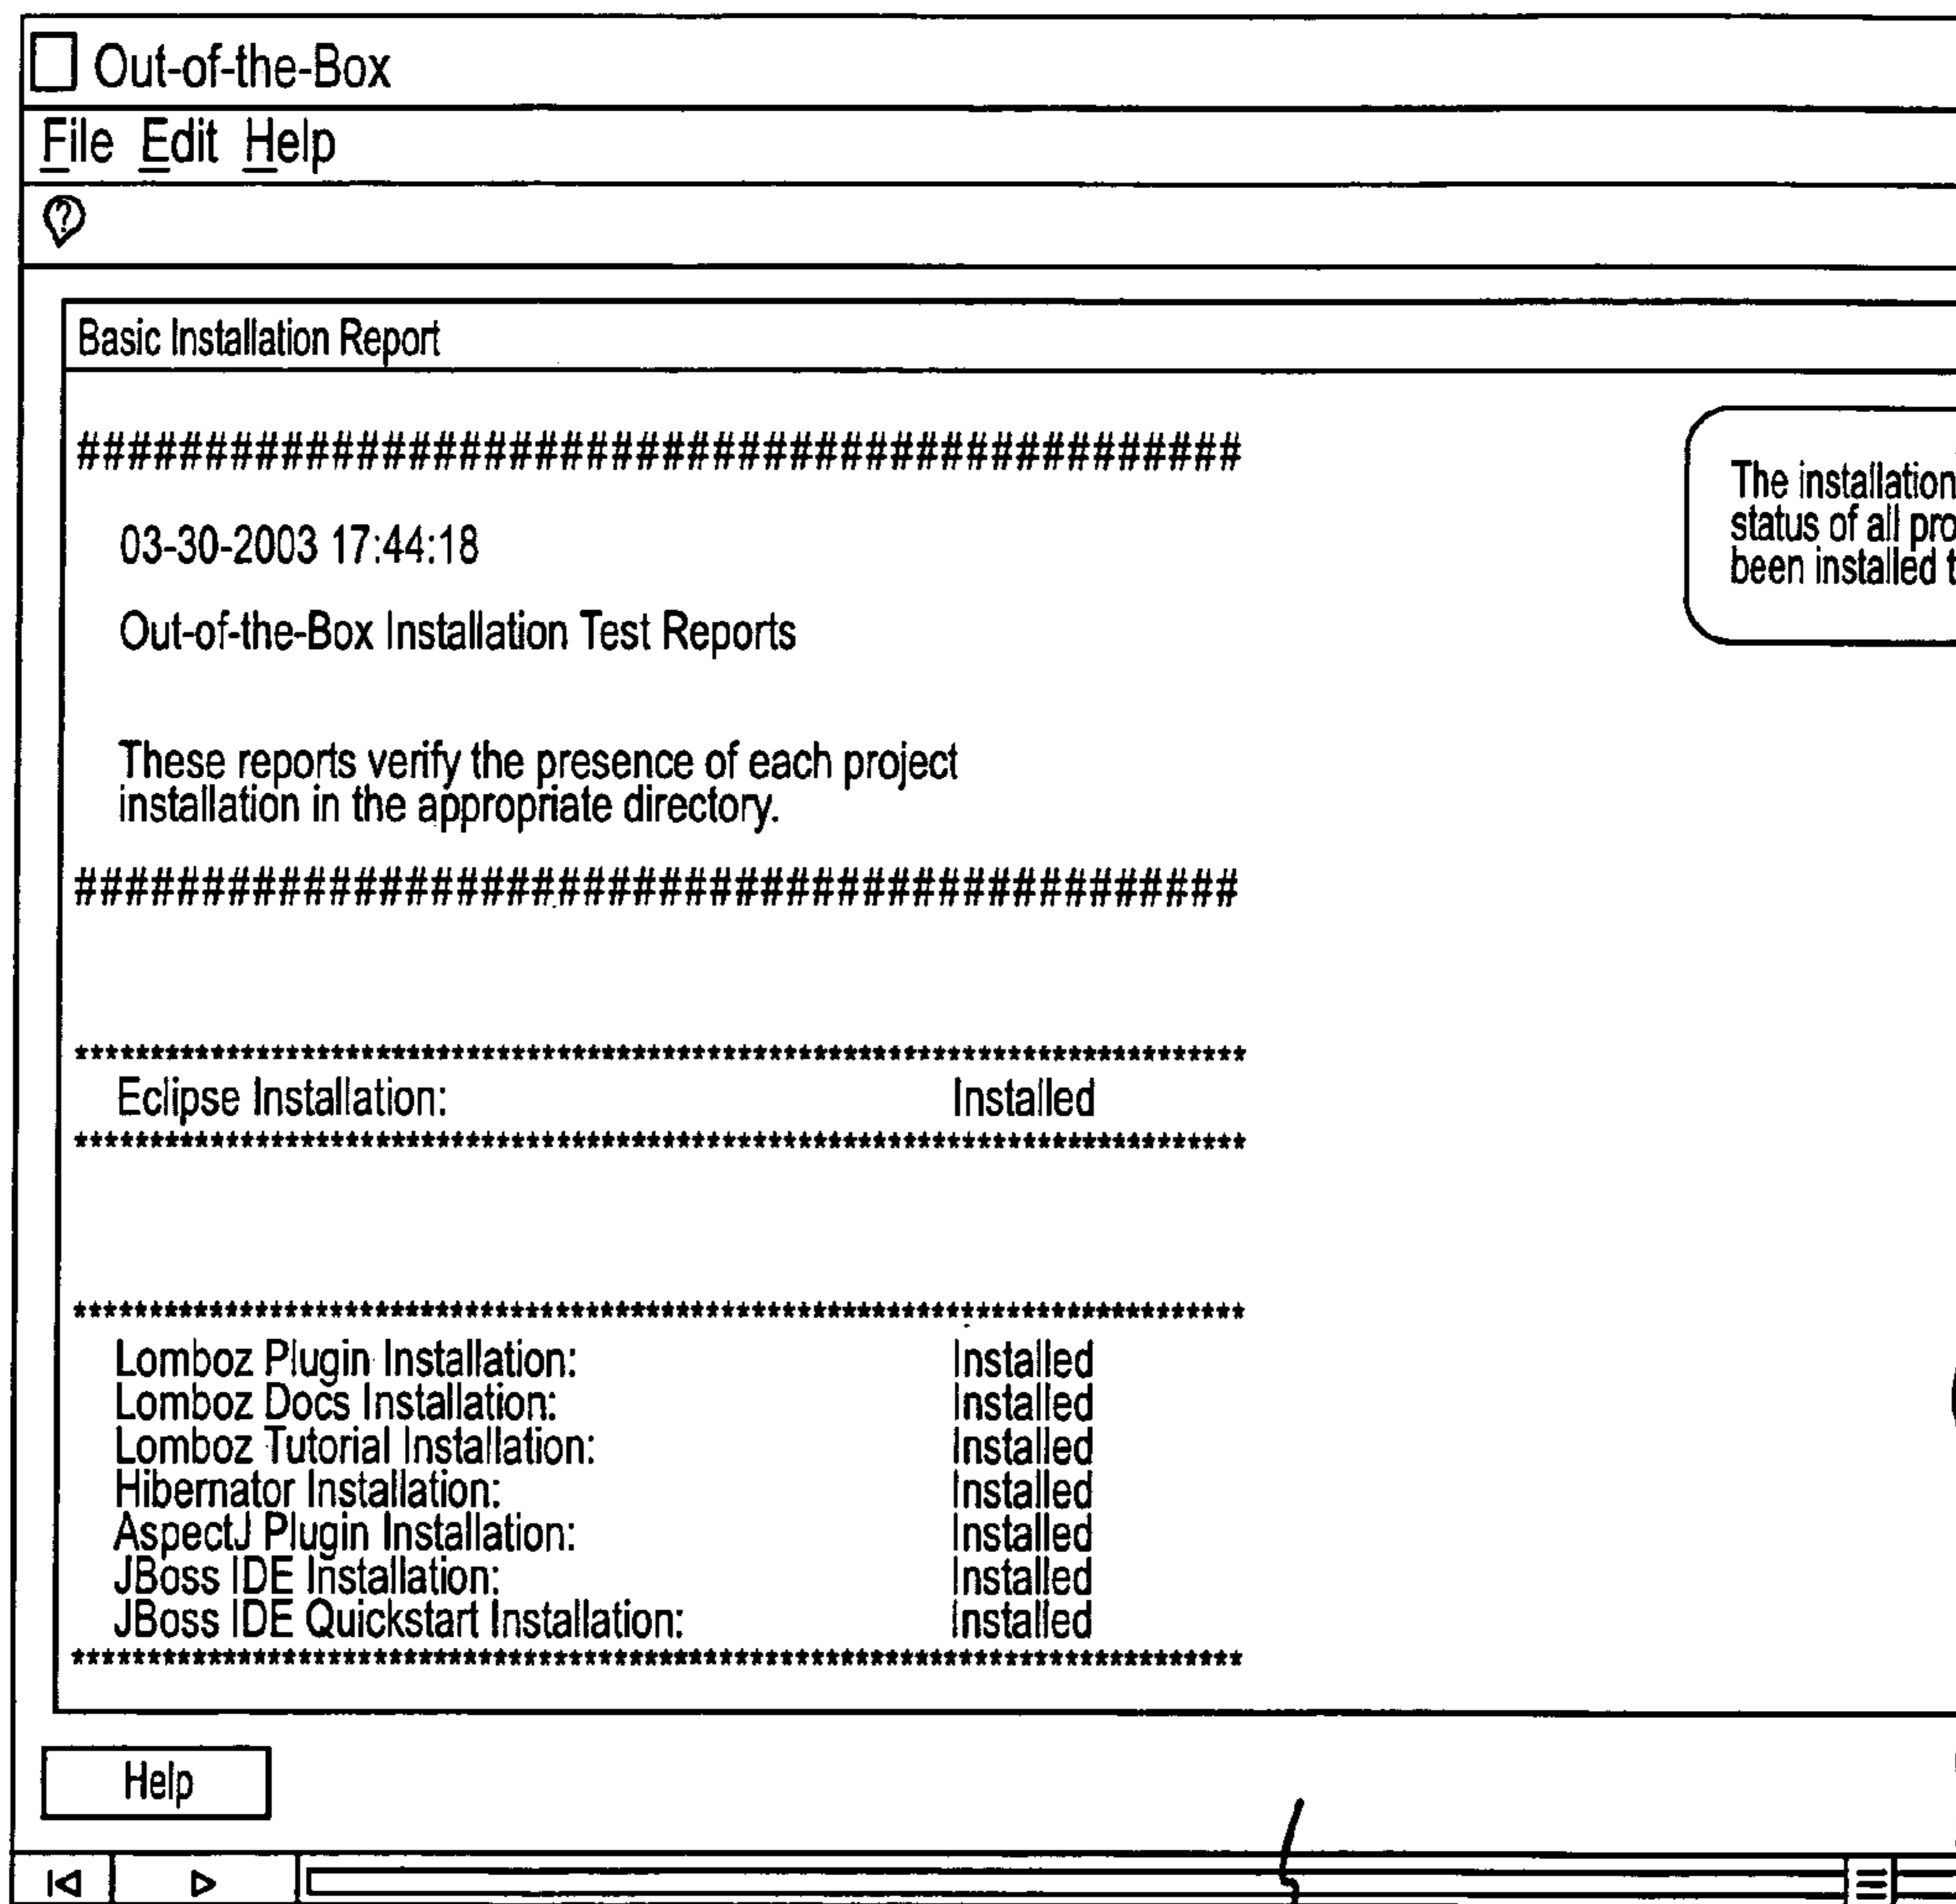 Out-of-the-Box
File Edit Help
?
Basic Installation Report
##############################################
03-30-2003 17:44:18
Out-of-the-Box Installation Test Reports
These reports verify the presence of each project
installation in the appropriate directory.
##############################################
The installation
status of all pro
been installed t
******************************************************************************
Eclipse Installation: Installed
******************************************************************************
******************************************************************************
Lomboz Plugin Installation: Installed
Lomboz Docs Installation: Installed
Lomboz Tutorial Installation: Installed
Hibernator Installation: Installed
AspectJ Plugin Installation: Installed
JBoss IDE Installation: Installed
JBoss IDE Quickstart Installation: Installed
******************************************************************************
Help